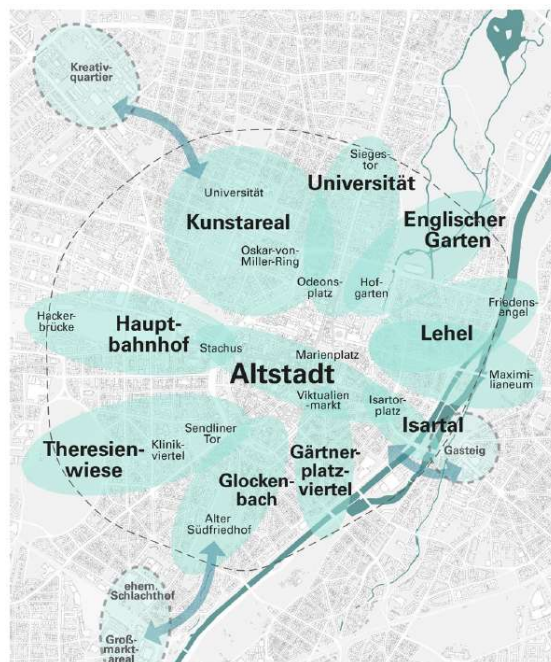 Kreativ-
quartier
Sieges-
tor
Universität
Universität
Kunstareal
Englischer
Garten
Oskar-von-
Miller-Ring
Odeons-
platz
Hof-
garten
Friedens-
engel
Hacker-
brücke
Haupt-
bahnhof
Stachus
Lehel
Marienplatz
Altstadt
Maximi-
lianeum
Viktualien-
markt
Isartor-
platz
Isartal
Sendliner
Tor
Gasteig
Theresien-
wiese
Klinik-
viertel
Gärtner-
platz-
viertel
Glocken-
bach
Alter
Südfriedhof
ehem.
Schlachthof
Groß-
markt-
areal